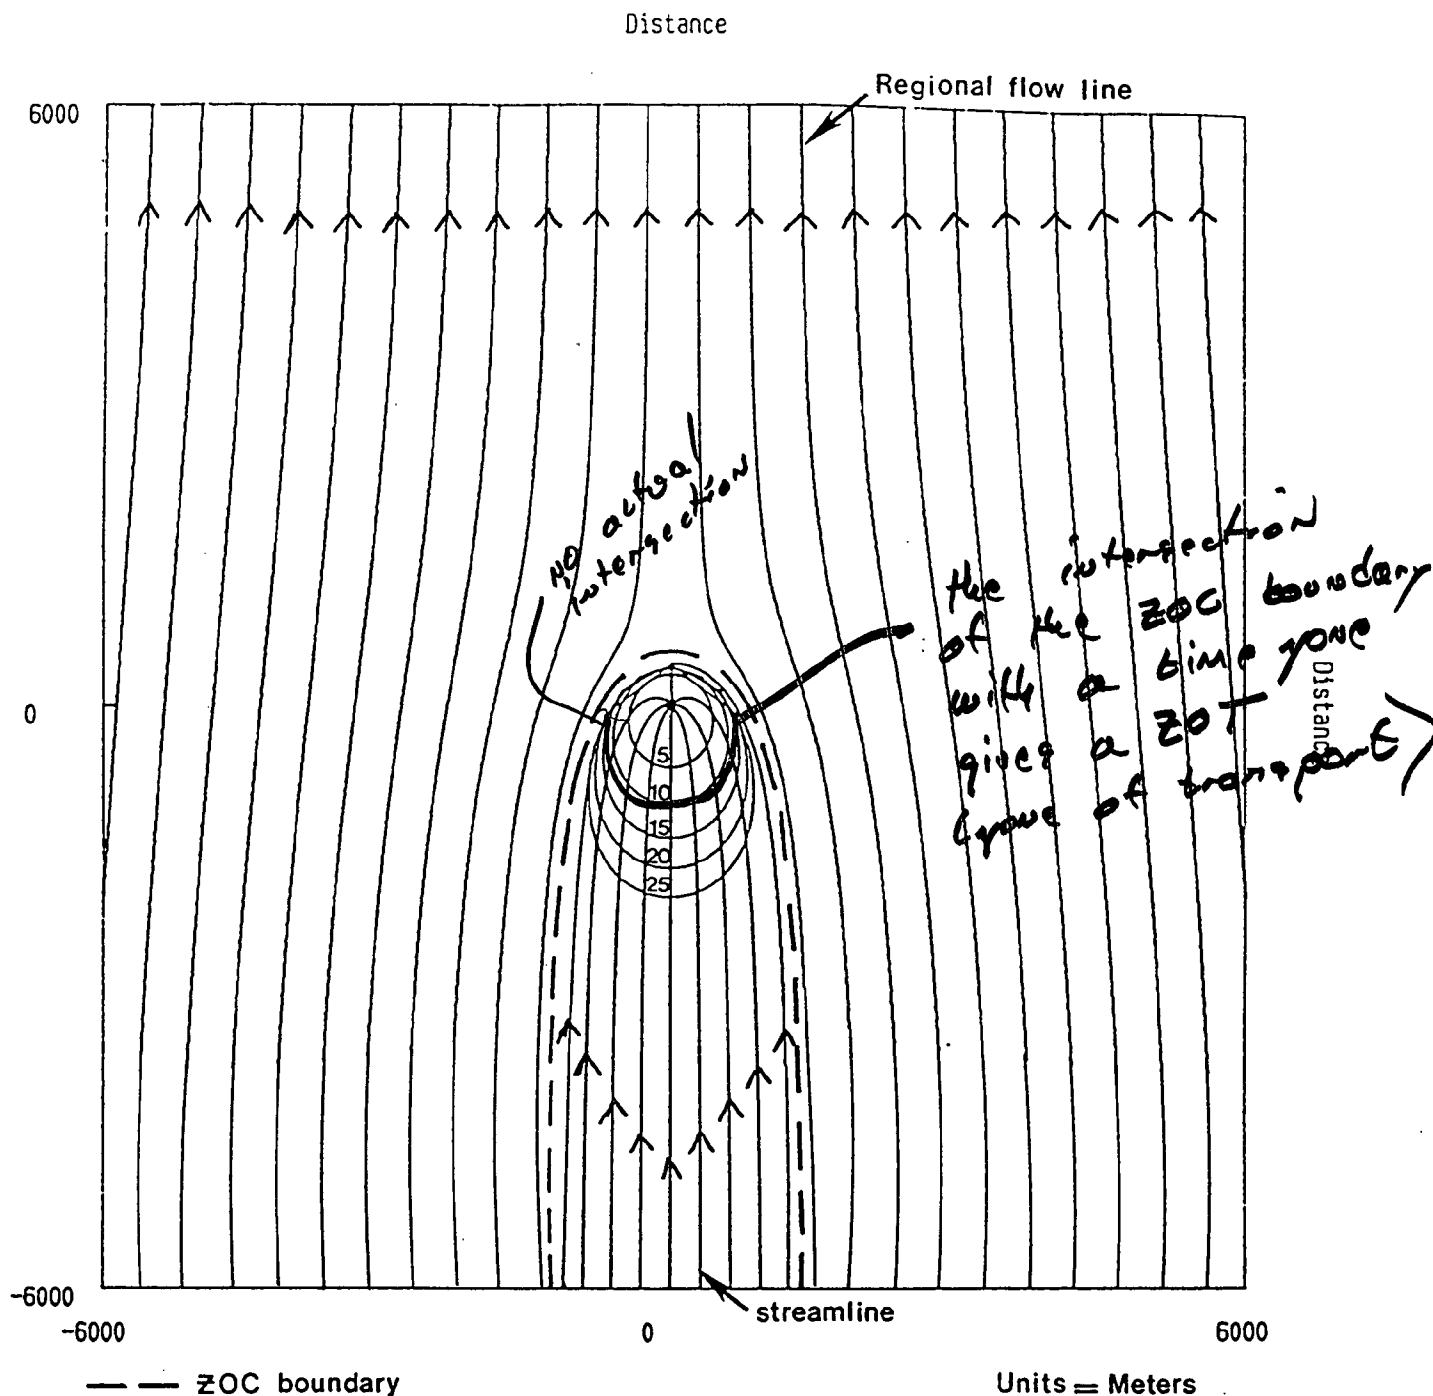 Distance
Regional flow line
6000
No actual
intersection
the intersection
of the ZOC boundary
with a time zone
gives a ZOT
(zone of transport)
Distanc
0
5
10
15
20
25
-6000
streamline
-6000
0
6000
ZOC boundary
Units = Meters